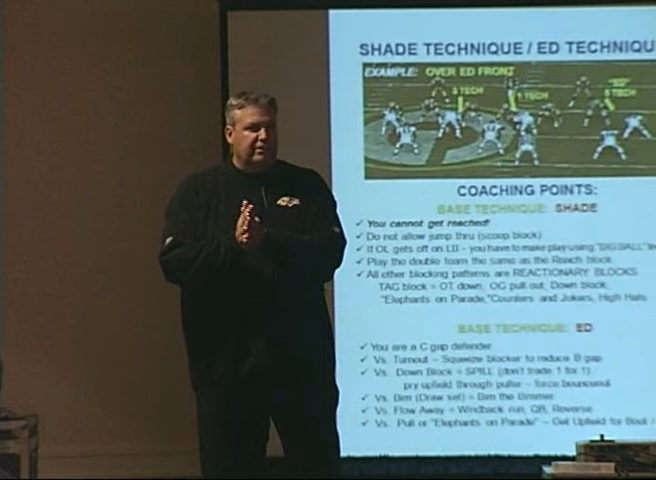 SHADE TECHNIQUE / ED TECHNIQU
EXAMPLE: OVER ED FRONT
"ED"
3 TECH
1 TECH
5 TECH
COACHING POINTS:
BASE TECHNIQUE: SHADE
✓ You cannot get reached!
✓ Do not allow jump thru (scoop block)
✓ If OL gets off on LB – you have to make play using "BIG BALL"
✓ Play the double team the same as the Reach block
✓ All other blocking patterns are REACTIONARY BLOCKS
TAG block = OT down, OG pull out, Down block,
"Elephants on Parade,"Counters and Jokers, High Hats
BASE TECHNIQUE: ED
✓ You are a C gap defender
✓ Vs. Turnout – Squeeze blocker to reduce B gap
✓ Vs. Down Block = SPILL (don't trade 1 for 1)
pry upfield through puller – force bounceout
✓ Vs. Bim (Draw set) = Bim the Bimmer
✓ Vs. Flow Away = Windback run, QB, Reverse
✓ Vs. Pull or "Elephants on Parade" – Get Upfield for Boot /